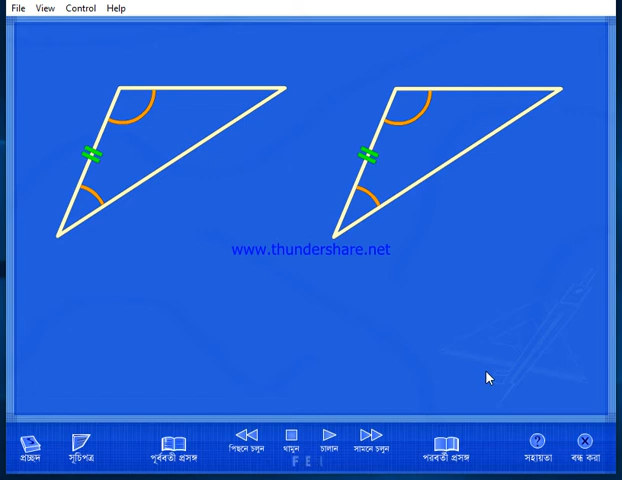 File View Control Help
www.thundershare.net
প্রচ্ছদ সূচিপত্র পূর্ববর্তী প্রসঙ্গ পিছনে চলুন থামুন চালান সামনে চলুন পরবর্তী প্রসঙ্গ সহায়তা বন্ধ করা
F E I